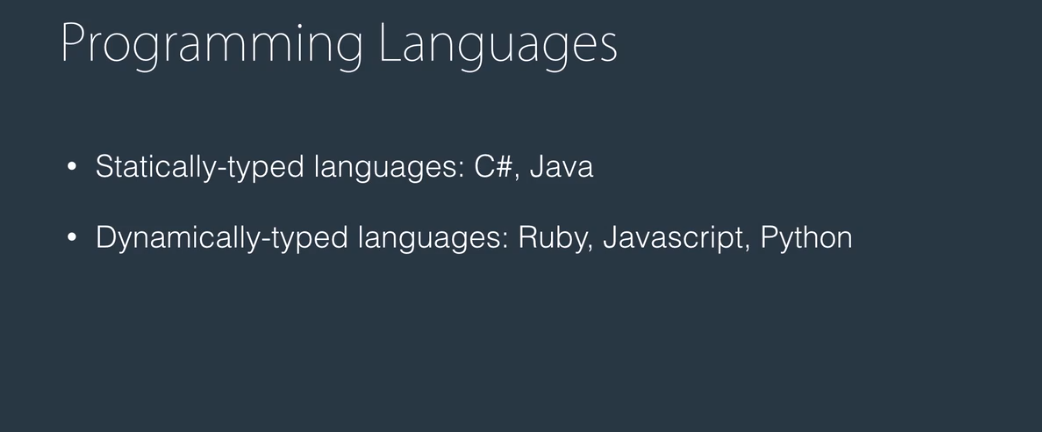 Programming Languages
• Statically-typed languages: C#, Java
• Dynamically-typed languages: Ruby, Javascript, Python